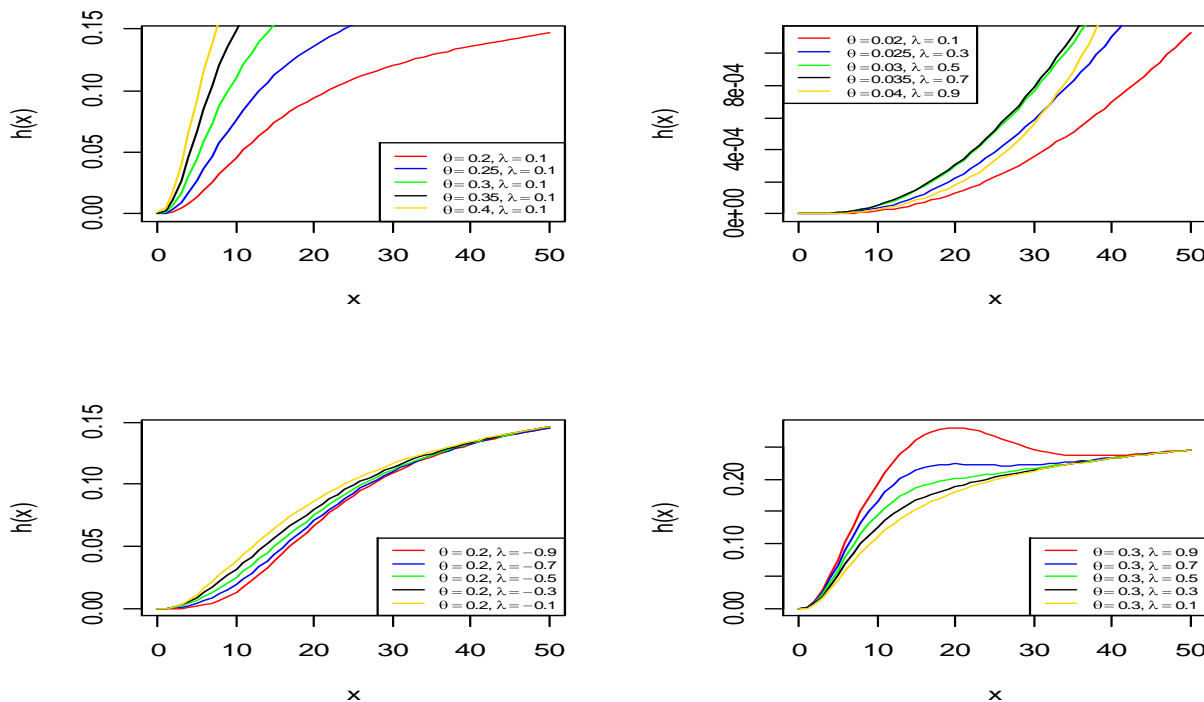 h(x)
0.00 0.05 0.10 0.15
θ = 0.2, λ = 0.1
θ = 0.25, λ = 0.1
θ = 0.3, λ = 0.1
θ = 0.35, λ = 0.1
θ = 0.4, λ = 0.1
0 10 20 30 40 50
x
h(x)
0e+00 4e-04 8e-04
θ = 0.02, λ = 0.1
θ = 0.025, λ = 0.3
θ = 0.03, λ = 0.5
θ = 0.035, λ = 0.7
θ = 0.04, λ = 0.9
0 10 20 30 40 50
x
h(x)
0.00 0.05 0.10 0.15
θ = 0.2, λ = −0.9
θ = 0.2, λ = −0.7
θ = 0.2, λ = −0.5
θ = 0.2, λ = −0.3
θ = 0.2, λ = −0.1
0 10 20 30 40 50
x
h(x)
0.00 0.10 0.20
θ = 0.3, λ = 0.9
θ = 0.3, λ = 0.7
θ = 0.3, λ = 0.5
θ = 0.3, λ = 0.3
θ = 0.3, λ = 0.1
0 10 20 30 40 50
x